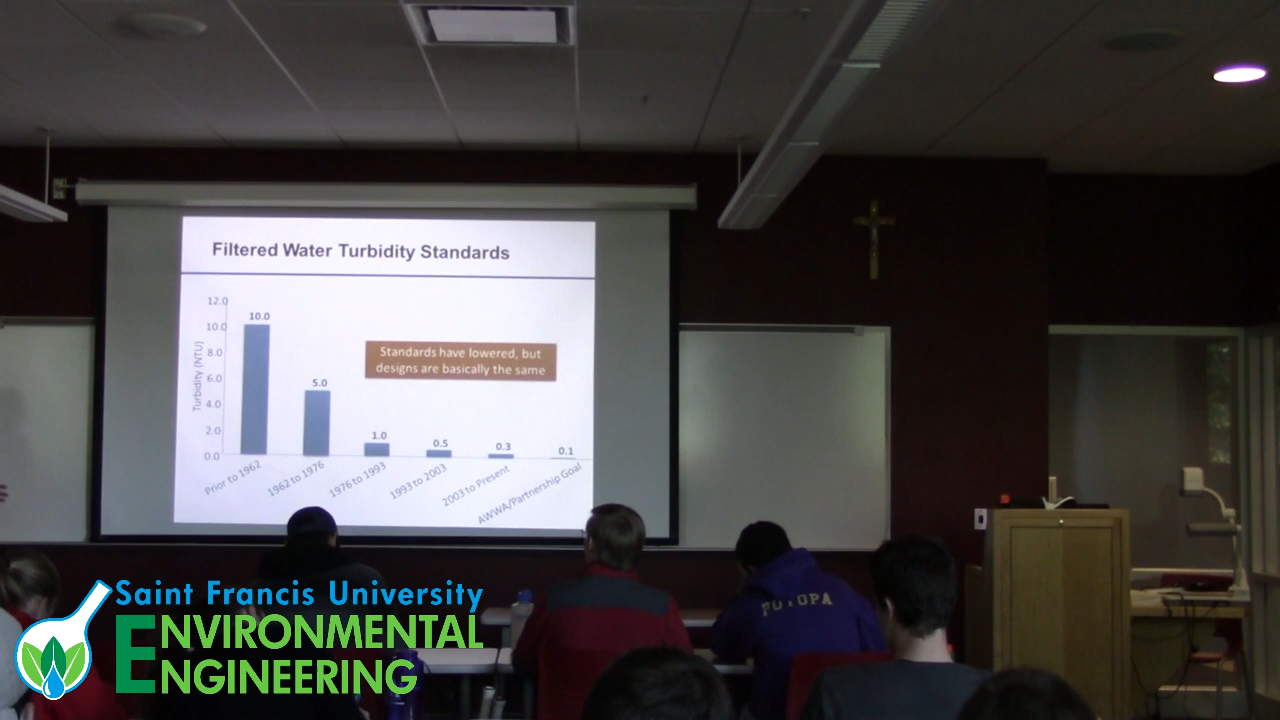 Filtered Water Turbidity Standards
12.0
10.0
8.0
6.0
4.0
2.0
0.0
Turbidity (NTU)
10.0
5.0
1.0
0.5
0.3
0.1
Standards have lowered, but
designs are basically the same
Prior to 1962
1962 to 1976
1976 to 1993
1993 to 2003
2003 to Present
AWWA/Partnership Goal
Saint Francis University
ENVIRONMENTAL
ENGINEERING